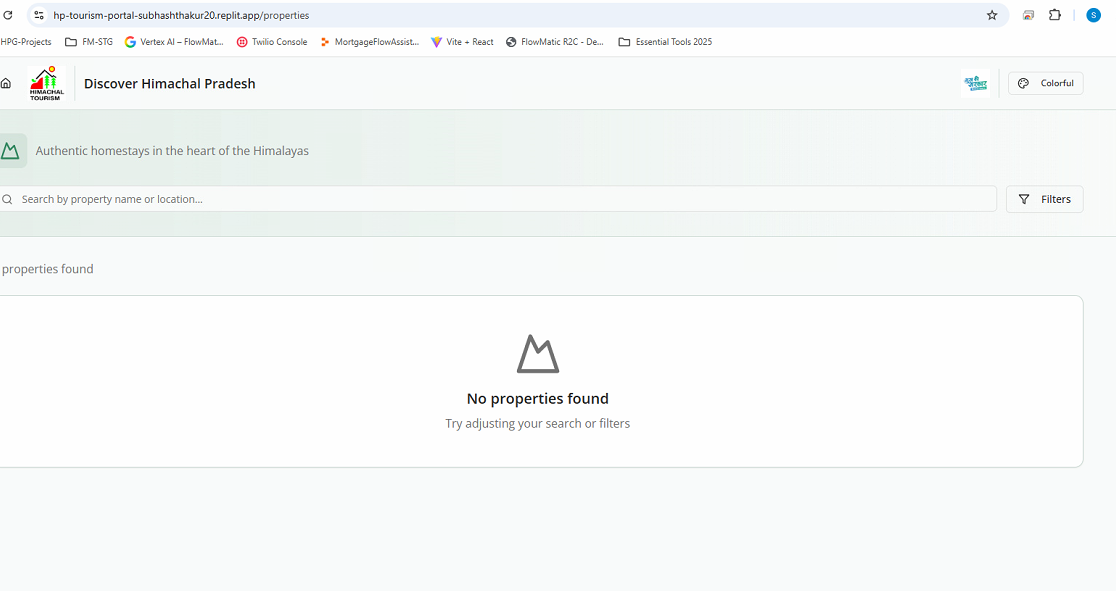 hp-tourism-portal-subhashthakur20.replit.app/properties
S
HPG-Projects FM-STG Vertex AI – FlowMat... Twilio Console MortgageFlowAssist... Vite + React FlowMatic R2C - De... Essential Tools 2025
HIMACHAL
TOURISM
Discover Himachal Pradesh
Colorful
Authentic homestays in the heart of the Himalayas
Search by property name or location...
Filters
properties found
No properties found
Try adjusting your search or filters